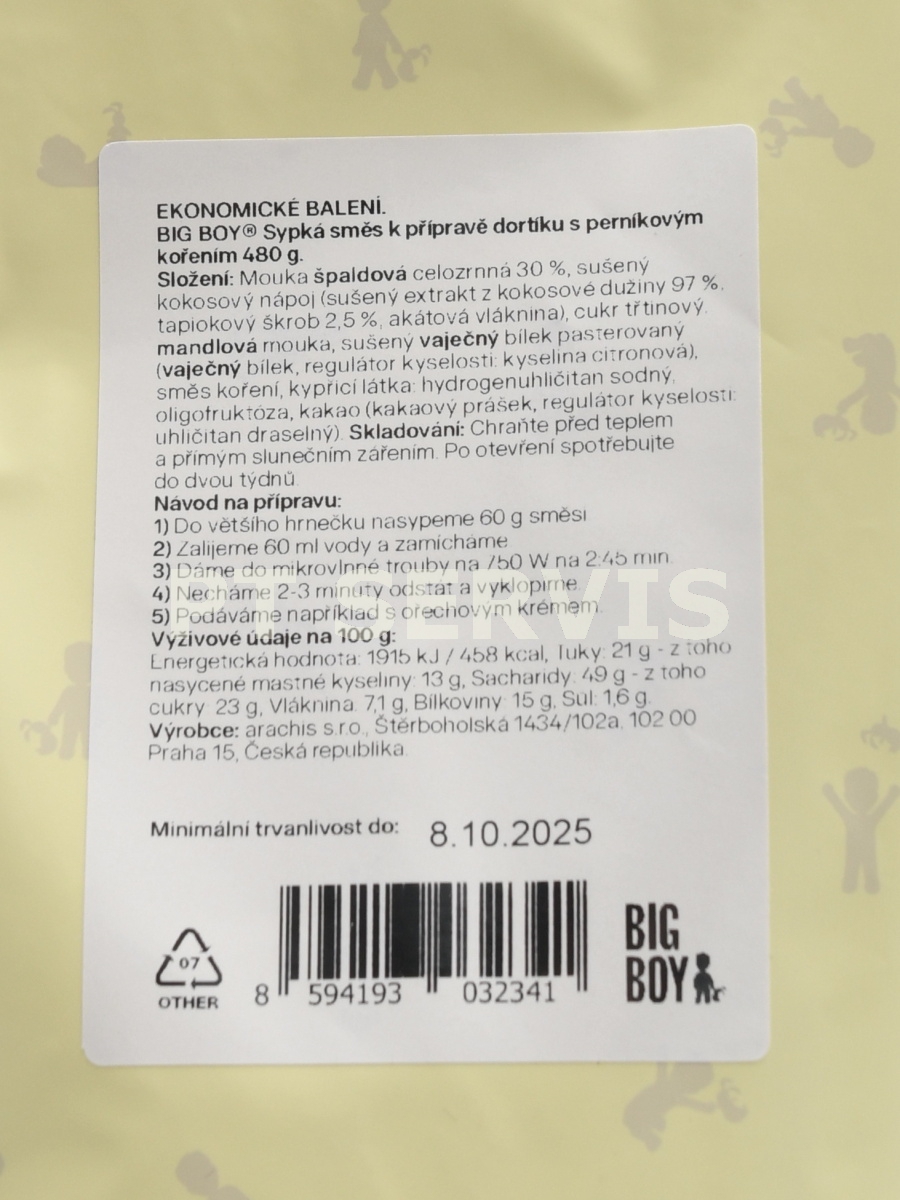 EKONOMICKÉ BALENÍ.
BIG BOY® Sypká směs k přípravě dortíku s perníkovým
kořením 480 g.
Složení: Mouka špaldová celozrnná 30 %, sušený
kokosový nápoj (sušený extrakt z kokosové dužiny 97 %,
tapiokový škrob 2,5 %, akátová vláknina), cukr třtinový,
mandlová mouka, sušený vaječný bílek pasterovaný
(vaječný bílek, regulátor kyselosti: kyselina citronová),
směs koření, kypřicí látka: hydrogenuhličitan sodný,
oligofruktóza, kakao (kakaový prášek, regulátor kyselosti:
uhličitan draselný). Skladování: Chraňte před teplem
a přímým slunečním zářením. Po otevření spotřebujte
do dvou týdnů.
Návod na přípravu:
1) Do většího hrnečku nasypeme 60 g směsi
2) Zalijeme 60 ml vody a zamícháme
3) Dáme do mikrovlnné trouby na 750 W na 2:45 min.
4) Necháme 2-3 minuty odstát a vyklopíme.
5) Podáváme například s ořechovým krémem.
SERVIS
Výživové údaje na 100 g:
Energetická hodnota: 1915 kJ / 458 kcal, Tuky: 21 g - z toho
nasycené mastné kyseliny: 13 g, Sacharidy: 49 g - z toho
cukry: 23 g, Vláknina: 7,1 g, Bílkoviny: 15 g, Sůl: 1,6 g.
Výrobce: arachis s.r.o., Štěrboholská 1434/102a, 102 00
Praha 15, Česká republika.
Minimální trvanlivost do: 8.10.2025
07
OTHER
8 594193 032341
BIG
BOY